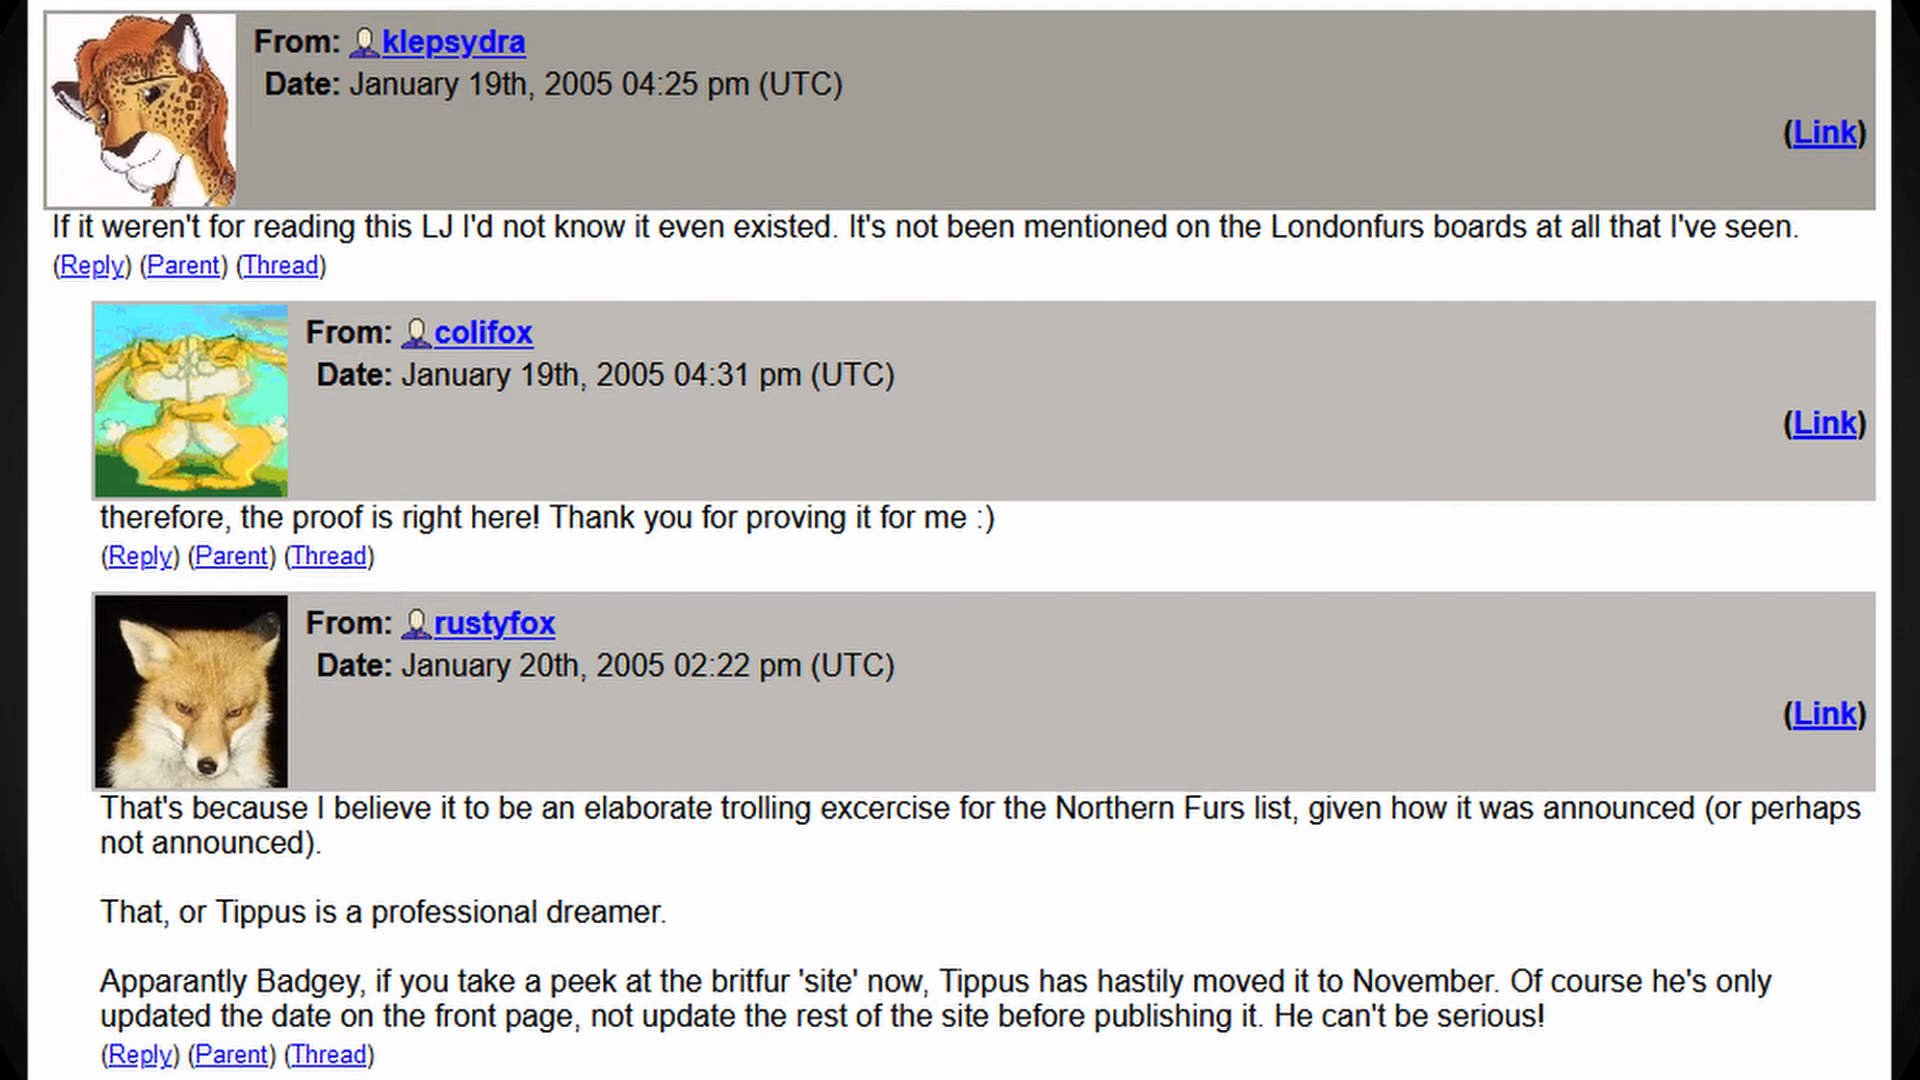 From: klepsydra
Date: January 19th, 2005 04:25 pm (UTC)
(Link)
If it weren't for reading this LJ I'd not know it even existed. It's not been mentioned on the Londonfurs boards at all that I've seen.
(Reply) (Parent) (Thread)
From: colifox
Date: January 19th, 2005 04:31 pm (UTC)
(Link)
therefore, the proof is right here! Thank you for proving it for me :)
(Reply) (Parent) (Thread)
From: rustyfox
Date: January 20th, 2005 02:22 pm (UTC)
(Link)
That's because I believe it to be an elaborate trolling excercise for the Northern Furs list, given how it was announced (or perhaps
not announced).
That, or Tippus is a professional dreamer.
Apparantly Badgey, if you take a peek at the britfur 'site' now, Tippus has hastily moved it to November. Of course he's only
updated the date on the front page, not update the rest of the site before publishing it. He can't be serious!
(Reply) (Parent) (Thread)